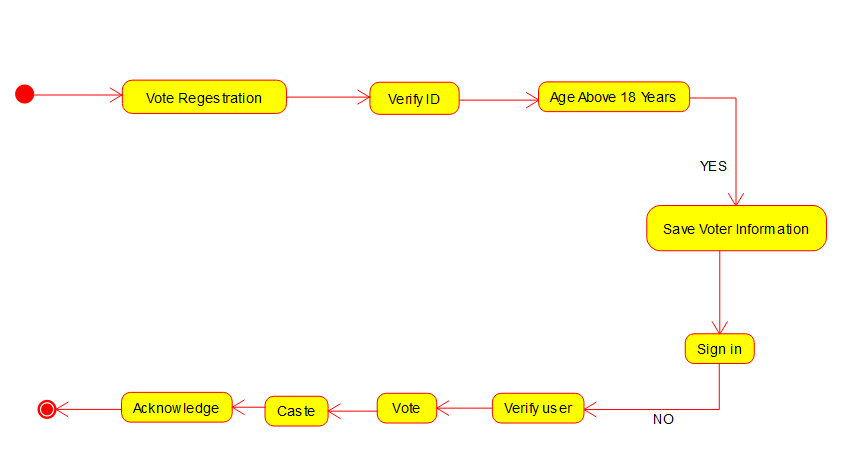 Vote Regestration
Verify ID
Age Above 18 Years
YES
Save Voter Information
Sign in
NO
Verify user
Vote
Caste
Acknowledge